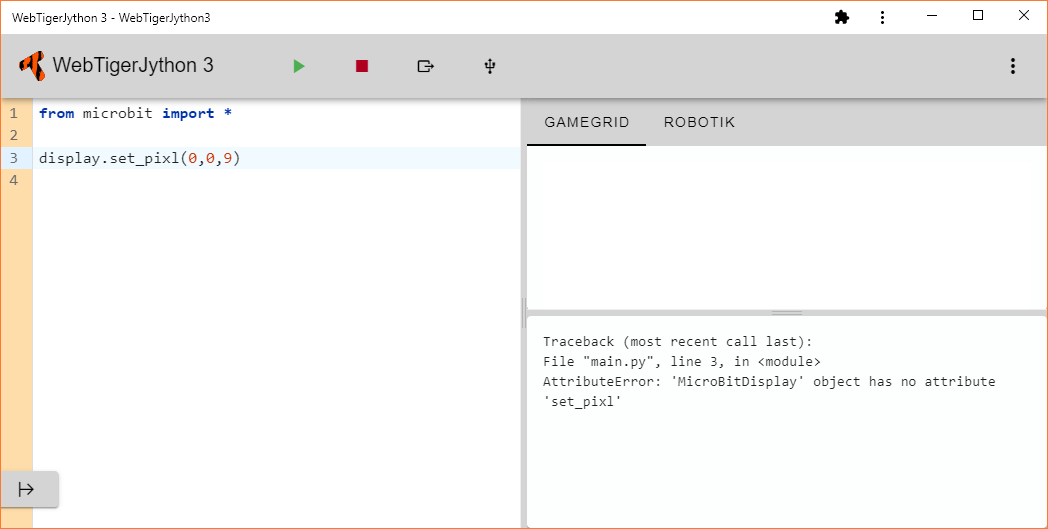 WebTigerJython 3 - WebTigerJython3
WebTigerJython 3
1 from microbit import *
2
3 display.set_pixl(0,0,9)
4
GAMEGRID ROBOTIK
Traceback (most recent call last):
File "main.py", line 3, in <module>
AttributeError: 'MicroBitDisplay' object has no attribute
'set_pixl'